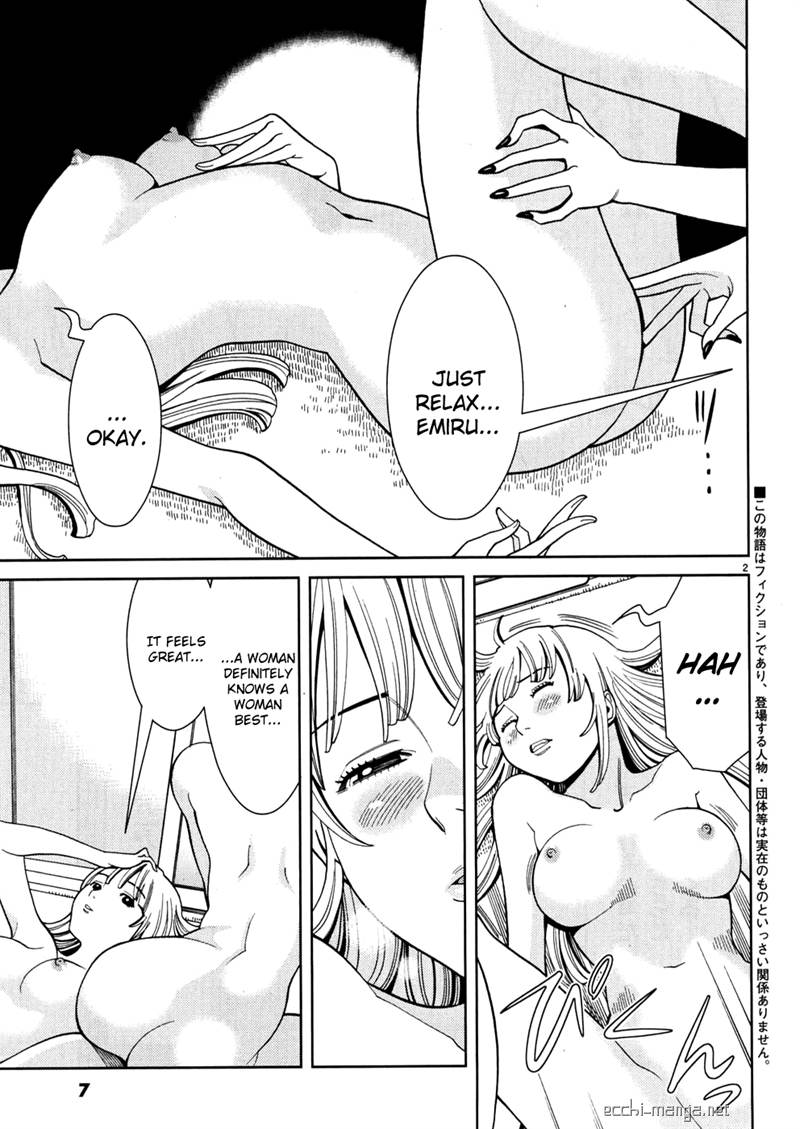 JUST
RELAX...
EMIRU...
...
OKAY.
2
■この物語はフィクションであり、登場する人物・団体等は実在のものといっさい関係ありません。
HAH
...
ぴくん
IT FEELS
GREAT...
...A WOMAN
DEFINITELY
KNOWS A
WOMAN
BEST...
7
ecchi-manga.net